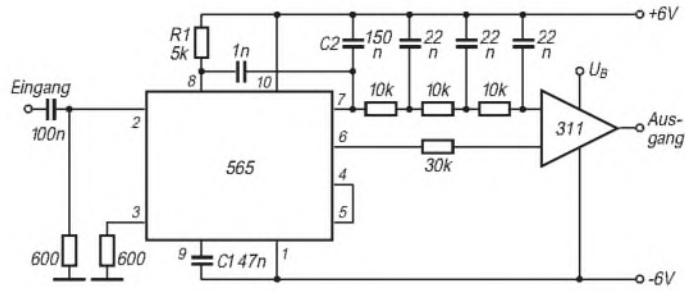 +6V
R1
5k
1n
C2
150
n
22
n
22
n
22
n
8
10
Eingang
100n
2
7
10k
10k
10k
U_B
6
30k
311
Aus-
gang
565
4
5
3
600
600
9
C1 47n
1
-6V